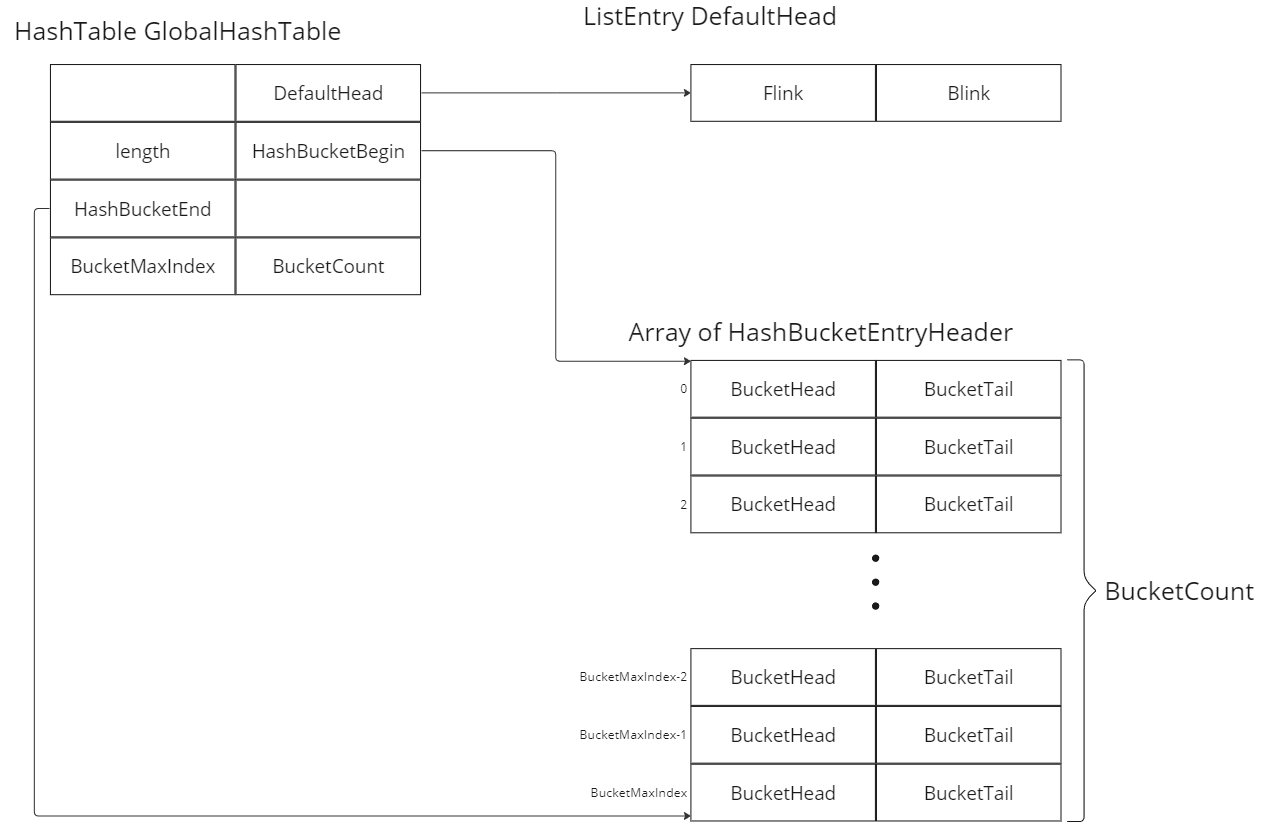 HashTable GlobalHashTable
ListEntry DefaultHead
DefaultHead
Flink Blink
length HashBucketBegin
HashBucketEnd
BucketMaxIndex BucketCount
Array of HashBucketEntryHeader
0 BucketHead BucketTail
1 BucketHead BucketTail
2 BucketHead BucketTail
BucketCount
BucketMaxIndex-2 BucketHead BucketTail
BucketMaxIndex-1 BucketHead BucketTail
BucketMaxIndex BucketHead BucketTail